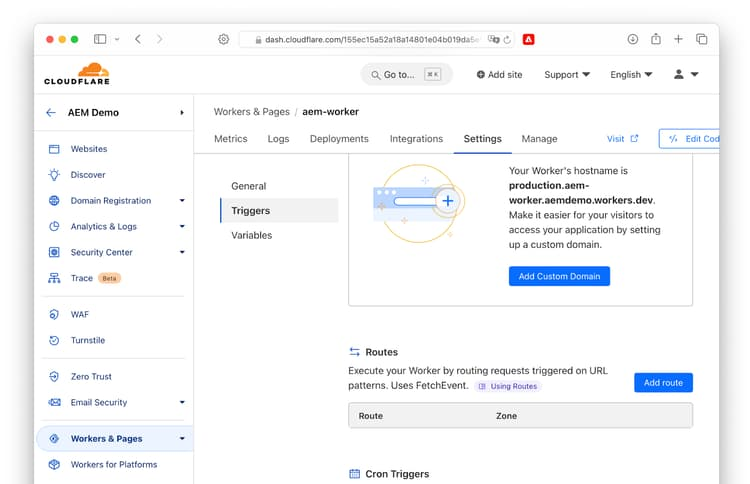 dash.cloudflare.com/155ec15a52a18a14801e04b019da5e
CLOUDFLARE
Go to...
⌘ K
Add site
Support
English
AEM Demo
Websites
Discover
Domain Registration
Analytics & Logs
Security Center
Trace Beta
WAF
Turnstile
Zero Trust
Email Security
Workers & Pages
Workers for Platforms
Workers & Pages / aem-worker
Metrics
Logs
Deployments
Integrations
Settings
Manage
Visit
Edit Cod
General
Triggers
Variables
Your Worker's hostname is
production.aem-
worker.aemdemo.workers.dev.
Make it easier for your visitors to
access your application by setting
up a custom domain.
Add Custom Domain
Routes
Execute your Worker by routing requests triggered on URL
patterns. Uses FetchEvent. Using Routes
Add route
Route
Zone
Cron Triggers